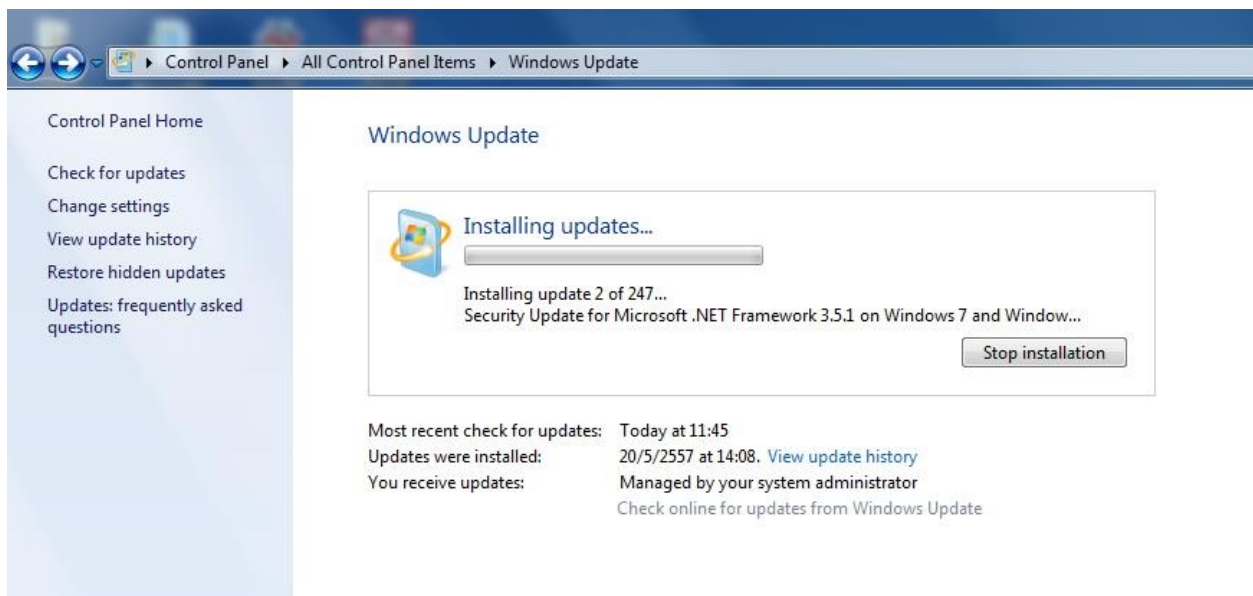 Control Panel ▸ All Control Panel Items ▸ Windows Update
Control Panel Home
Check for updates
Change settings
View update history
Restore hidden updates
Updates: frequently asked
questions
Windows Update
Installing updates...
Installing update 2 of 247...
Security Update for Microsoft .NET Framework 3.5.1 on Windows 7 and Window...
Stop installation
Most recent check for updates: Today at 11:45
Updates were installed: 20/5/2557 at 14:08. View update history
You receive updates: Managed by your system administrator
Check online for updates from Windows Update